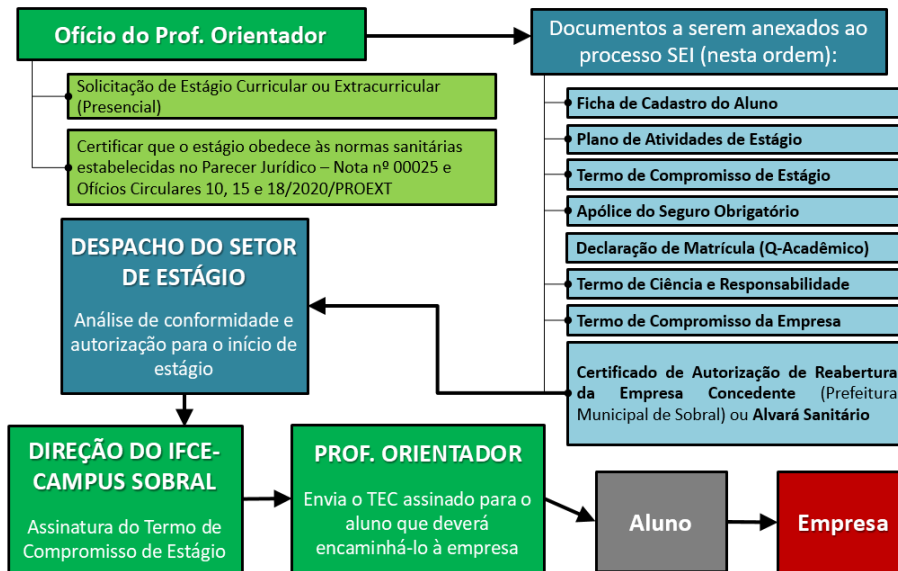 Ofício do Prof. Orientador
Solicitação de Estágio Curricular ou Extracurricular
(Presencial)
Certificar que o estágio obedece às normas sanitárias
estabelecidas no Parecer Jurídico – Nota nº 00025 e
Ofícios Circulares 10, 15 e 18/2020/PROEXT
Documentos a serem anexados ao
processo SEI (nesta ordem):
Ficha de Cadastro do Aluno
Plano de Atividades de Estágio
Termo de Compromisso de Estágio
Apólice do Seguro Obrigatório
Declaração de Matrícula (Q-Acadêmico)
Termo de Ciência e Responsabilidade
Termo de Compromisso da Empresa
Certificado de Autorização de Reabertura
da Empresa Concedente (Prefeitura
Municipal de Sobral) ou Alvará Sanitário
DESPACHO DO SETOR
DE ESTÁGIO
Análise de conformidade e
autorização para o início de
estágio
DIREÇÃO DO IFCE-
CAMPUS SOBRAL
Assinatura do Termo de
Compromisso de Estágio
PROF. ORIENTADOR
Envia o TEC assinado para o
aluno que deverá
encaminhá-lo à empresa
Aluno
Empresa